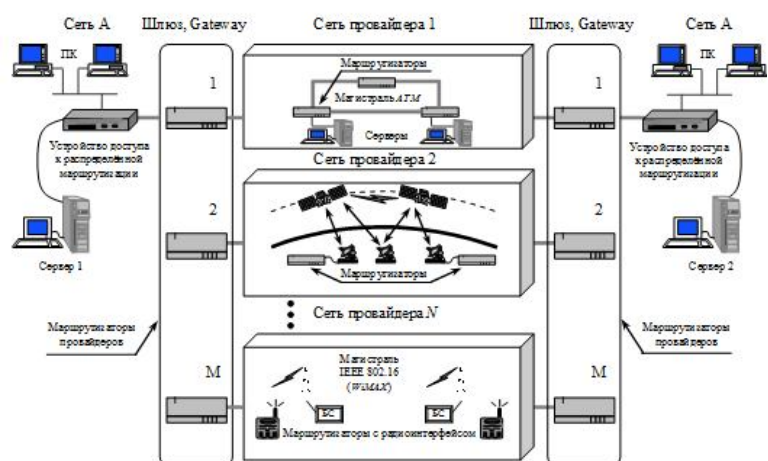 Сеть А
Шлюз, Gateway
Сеть провайдера 1
Шлюз, Gateway
Сеть А
ПК
1
Маршрутизаторы
Магистраль АТМ
Серверы
1
ПК
Устройство доступа
к распределённой
маршрутизации
Сеть провайдера 2
Устройство доступа
к распределённой
маршрутизации
2
Маршрутизаторы
2
Сервер 1
Сервер 2
Сеть провайдера N
Маршрутизаторы
провайдеров
Маршрутизаторы
провайдеров
M
Магистраль
IEEE 802.16
(WiMAX)
БС
БС
Маршрутизаторы с радиоинтерфейсом
M